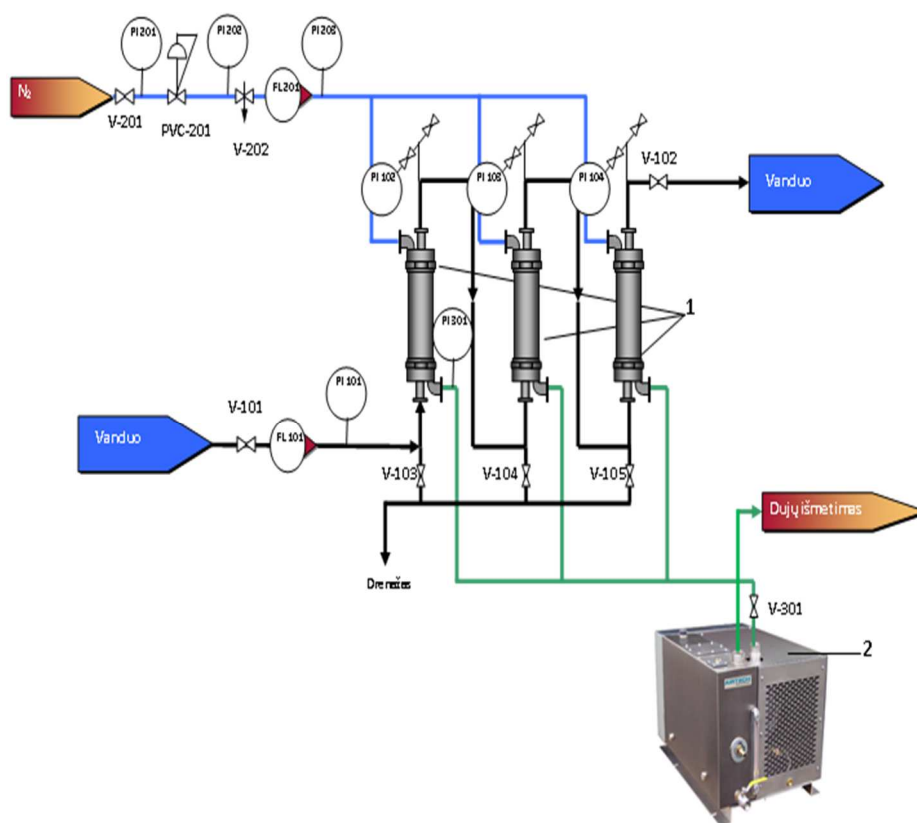 PI 201
PI 202
PI 203
N₂
FL 201
V-201
PVC-201
V-202
PI 102
PI 103
PI 104
V-102
Vanduo
1
PI 301
PI 101
V-101
Vanduo
FL 101
V-103
V-104
V-105
Dujų išmetimas
Drenažas
V-301
2
AIRTECH